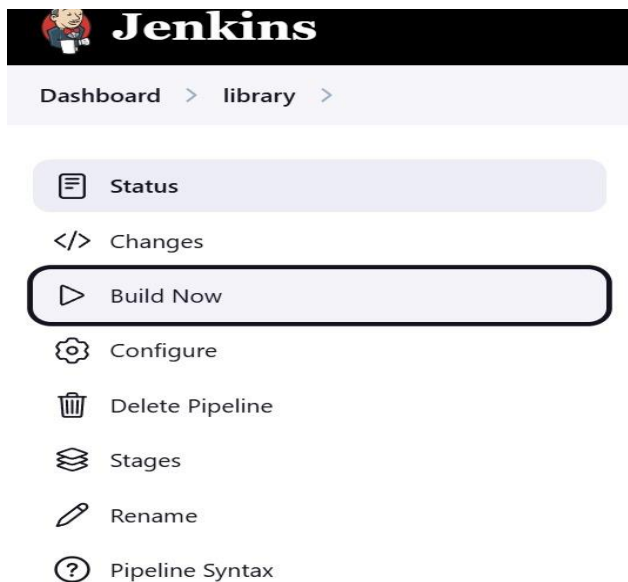 Jenkins
Dashboard > library >
Status
</> Changes
Build Now
Configure
Delete Pipeline
Stages
Rename
? Pipeline Syntax